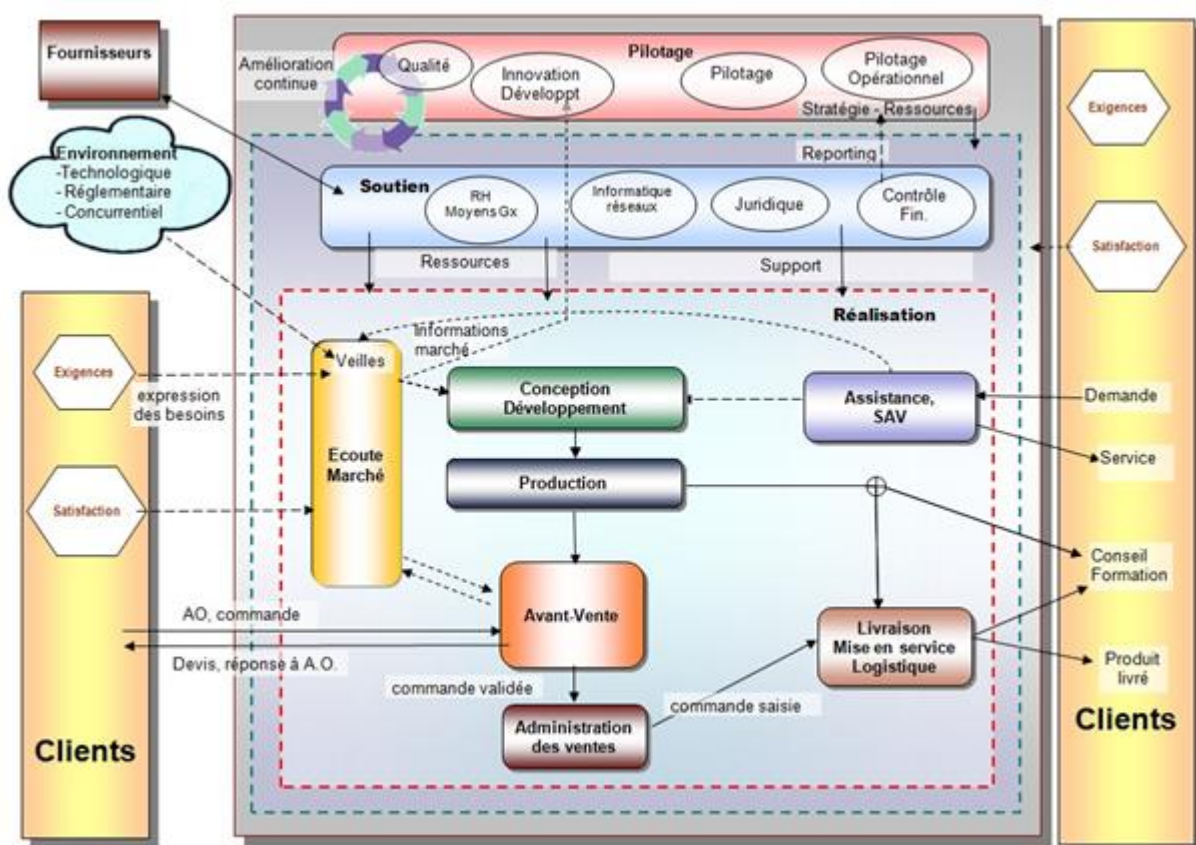 Fournisseurs
Environnement
-Technologique
- Réglementaire
- Concurrentiel
Exigences
expression
des besoins
Satisfaction
AO, commande
Devis, réponse à A.O.
Clients
Pilotage
Amélioration
continue
Qualité
Innovation
Développt
Pilotage
Pilotage
Opérationnel
Stratégie - Ressources
Reporting
Soutien
RH
Moyens Gx
Informatique
réseaux
Juridique
Contrôle
Fin.
Ressources
Support
Réalisation
Informations
marché
Veilles
Ecoute
Marché
Conception
Développement
Production
Avant-Vente
commande validée
Administration
des ventes
commande saisie
Assistance,
SAV
Livraison
Mise en service
Logistique
Exigences
Satisfaction
Demande
Service
Conseil
Formation
Produit
livré
Clients